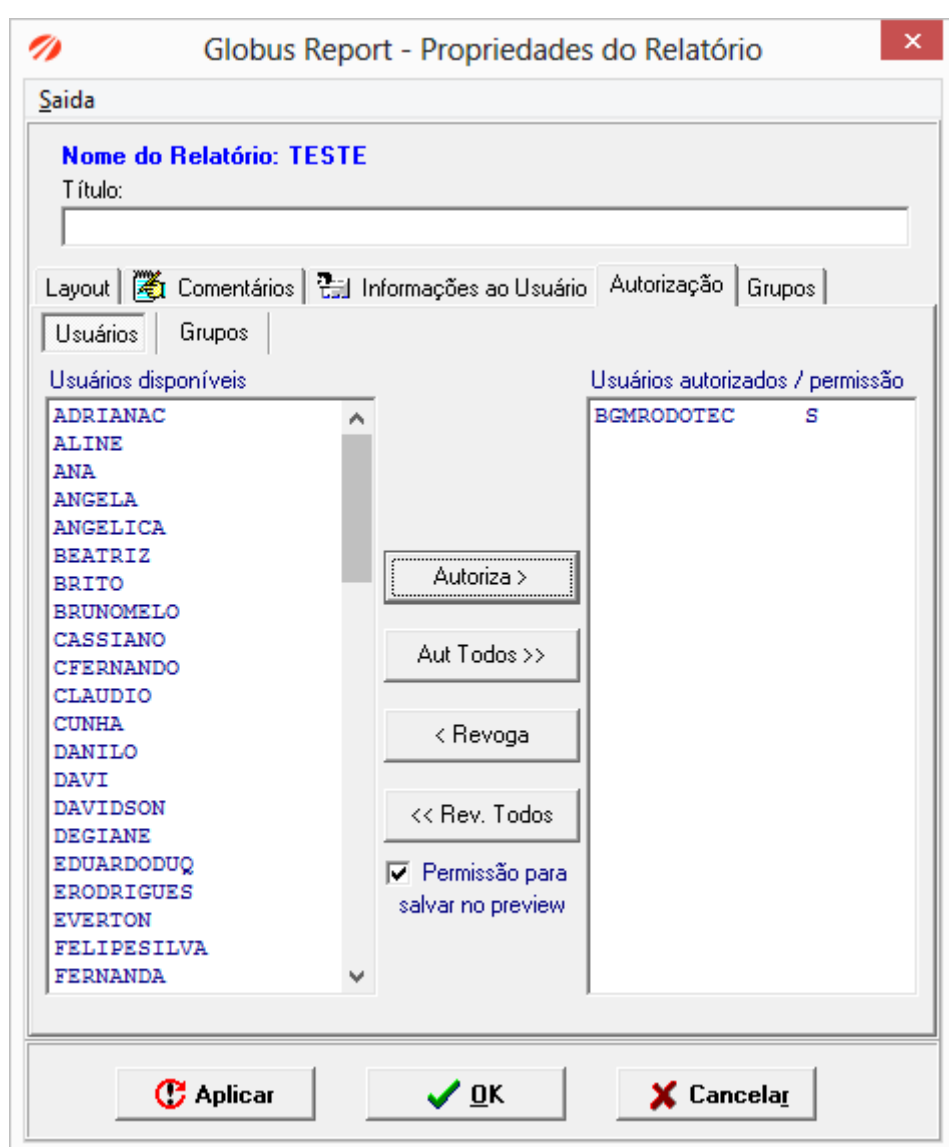 Globus Report - Propriedades do Relatório
Saida
Nome do Relatório: TESTE
Título:
Layout Comentários Informações ao Usuário Autorização Grupos
Usuários Grupos
Usuários disponíveis
ADRIANAC
ALINE
ANA
ANGELA
ANGELICA
BEATRIZ
BRITO
BRUNOMELO
CASSIANO
CFERNANDO
CLAUDIO
CUNHA
DANILO
DAVI
DAVIDSON
DEGIANE
EDUARDODUQ
ERODRIGUES
EVERTON
FELIPESILVA
FERNANDA
Autoriza >
Aut Todos >>
< Revoga
<< Rev. Todos
Permissão para
salvar no preview
Usuários autorizados / permissão
BGMRODOTEC S
Aplicar OK Cancelar